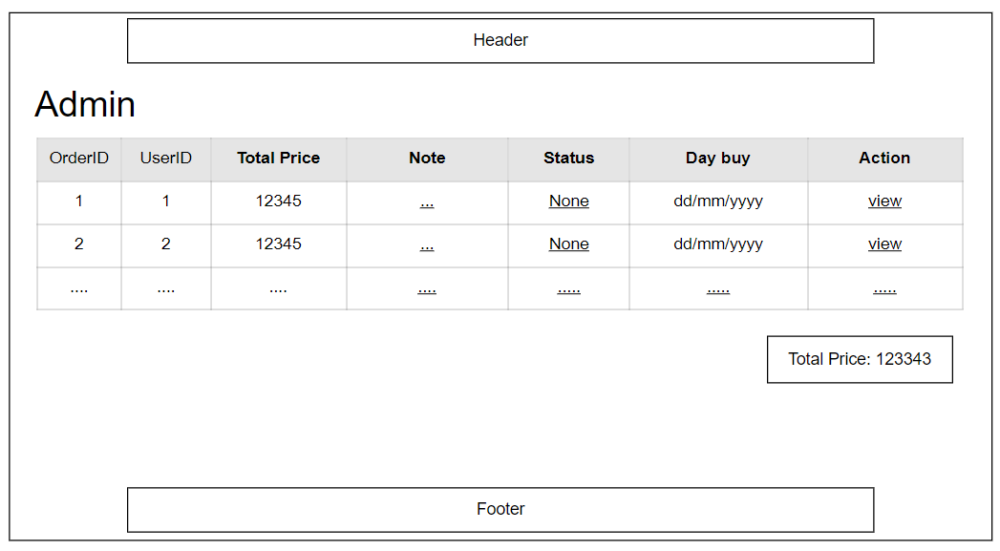 Header
Admin
OrderID UserID Total Price Note Status Day buy Action
1 1 12345 ... None dd/mm/yyyy view
2 2 12345 ... None dd/mm/yyyy view
.... .... .... .... ..... ..... .....
Total Price: 123343
Footer